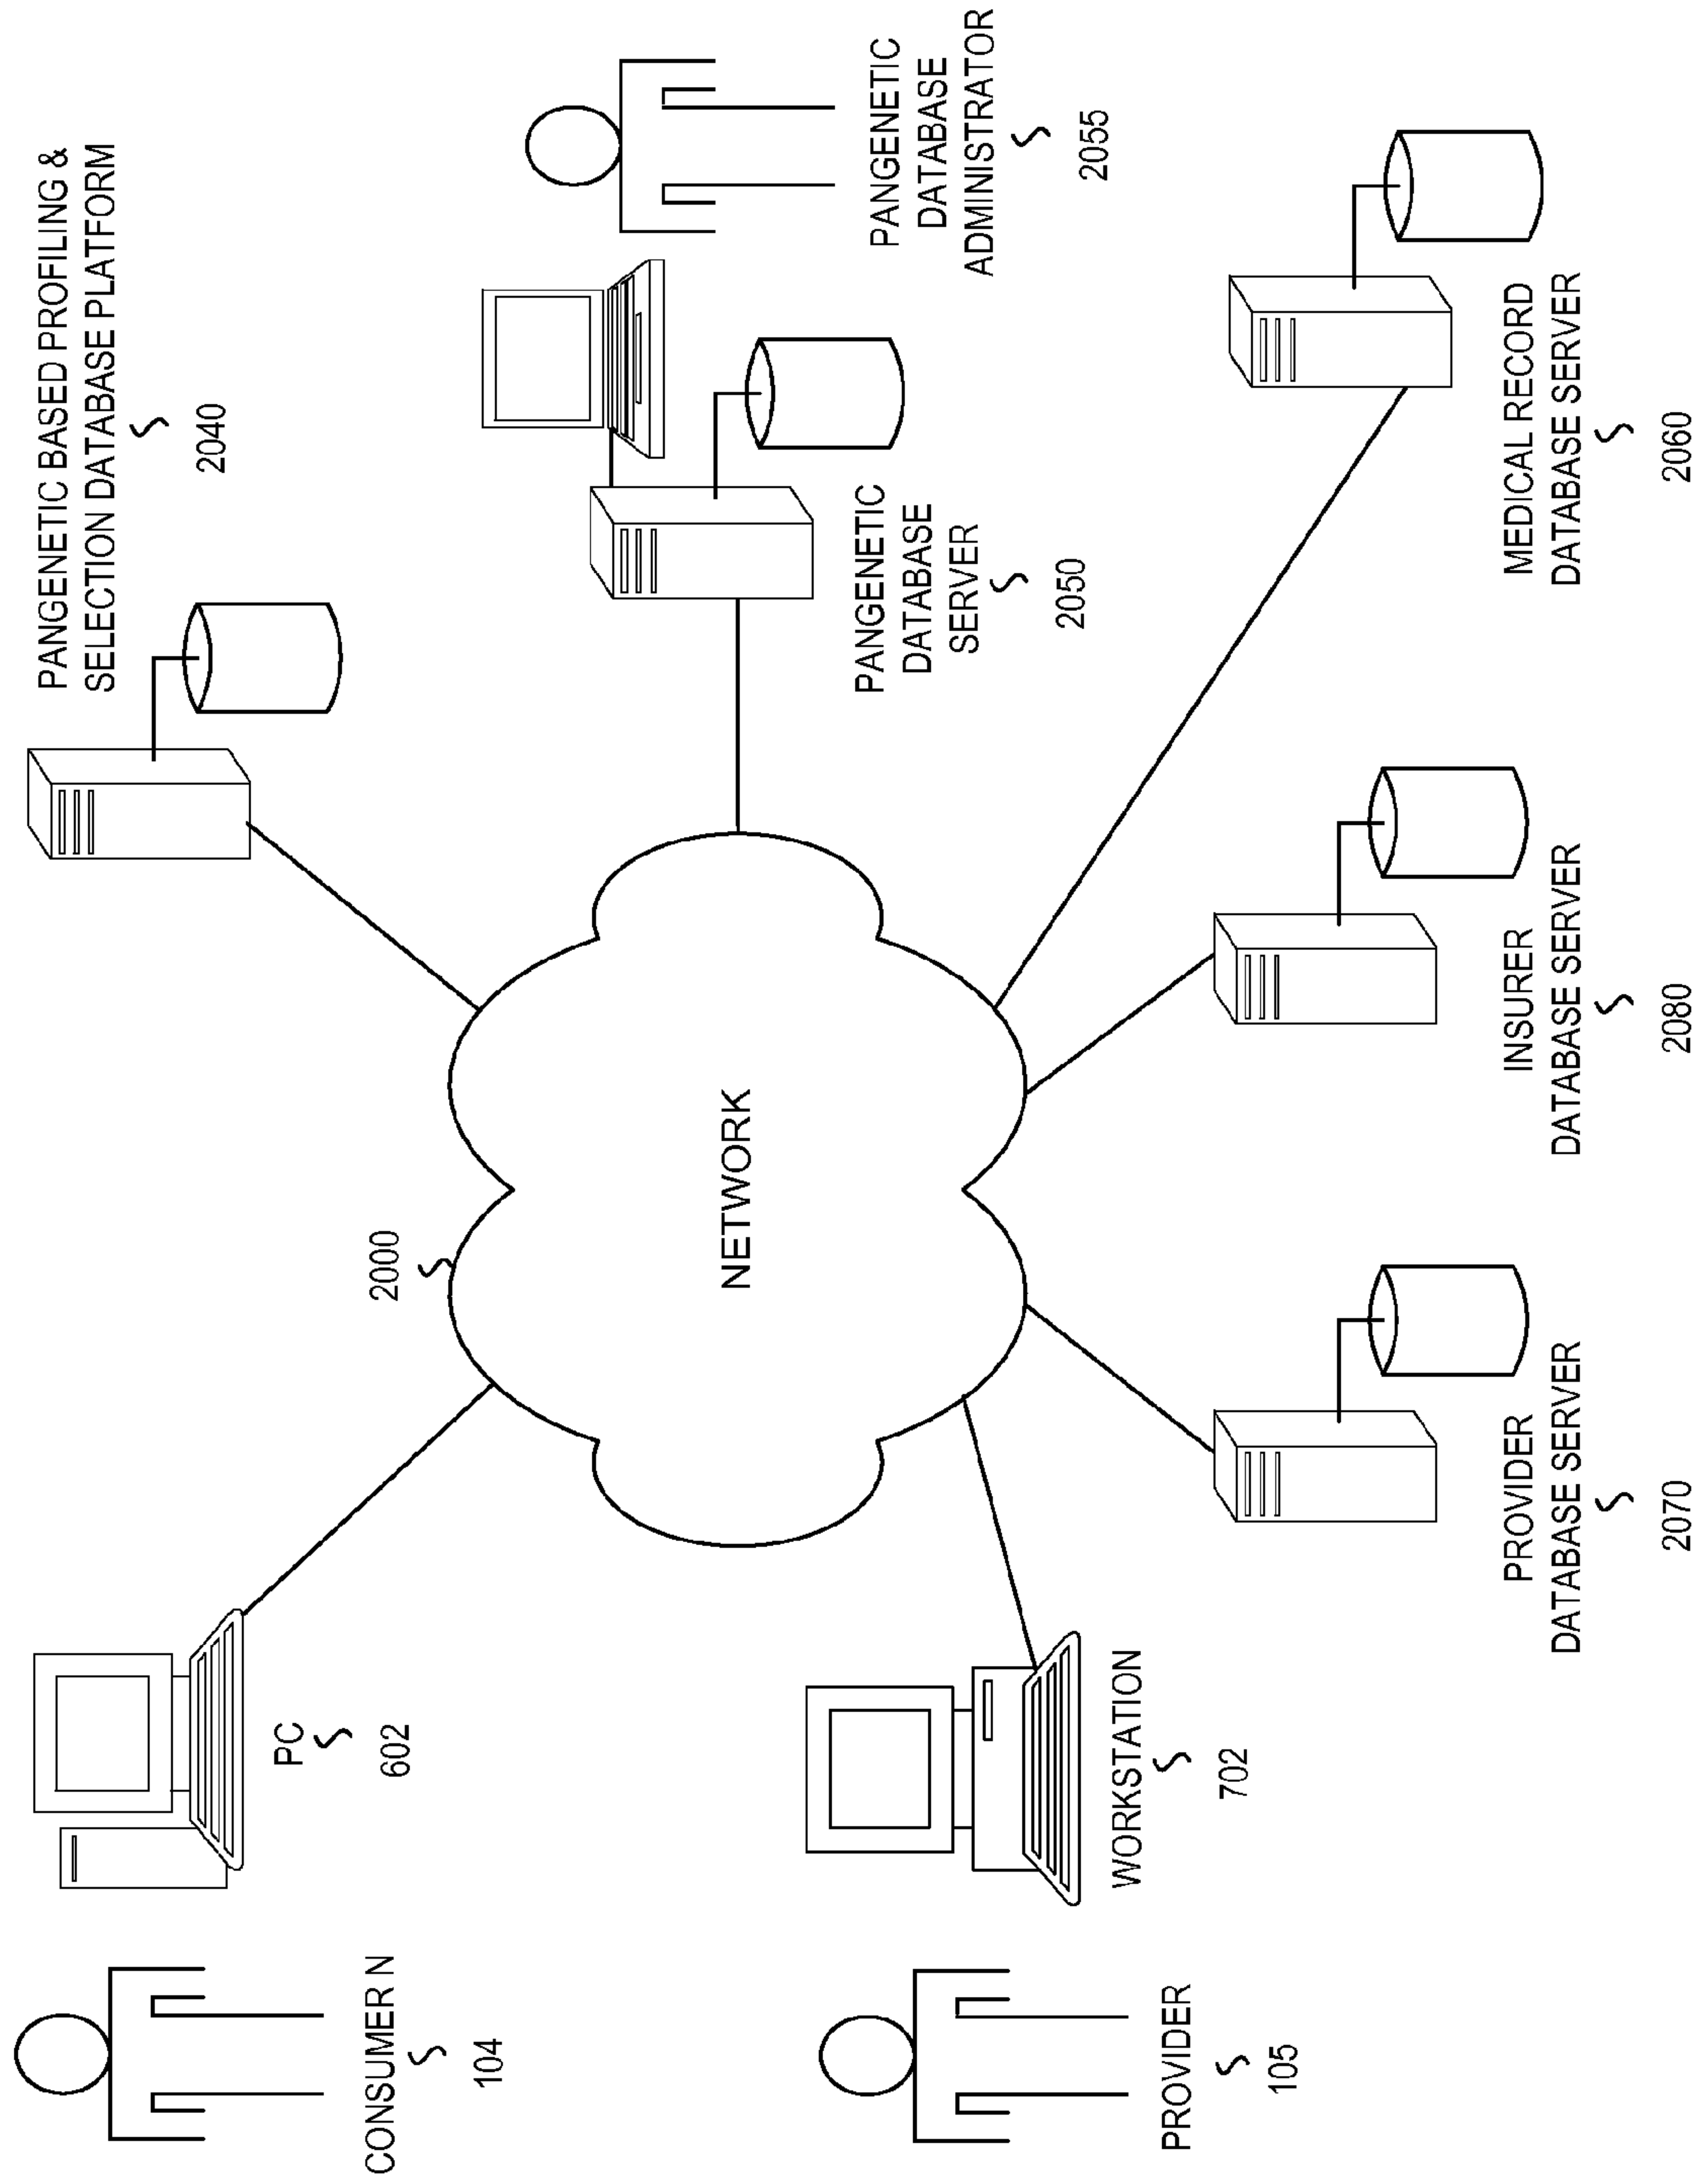 CONSUMER N
104
PC
602
2000
PANGENETIC BASED PROFILING &
SELECTION DATABASE PLATFORM
2040
PROVIDER
105
WORKSTATION
702
NETWORK
PANGENETIC
DATABASE
SERVER
2050
PANGENETIC
DATABASE
ADMINISTRATOR
2055
PROVIDER
DATABASE SERVER
2070
INSURER
DATABASE SERVER
2080
MEDICAL RECORD
DATABASE SERVER
2060